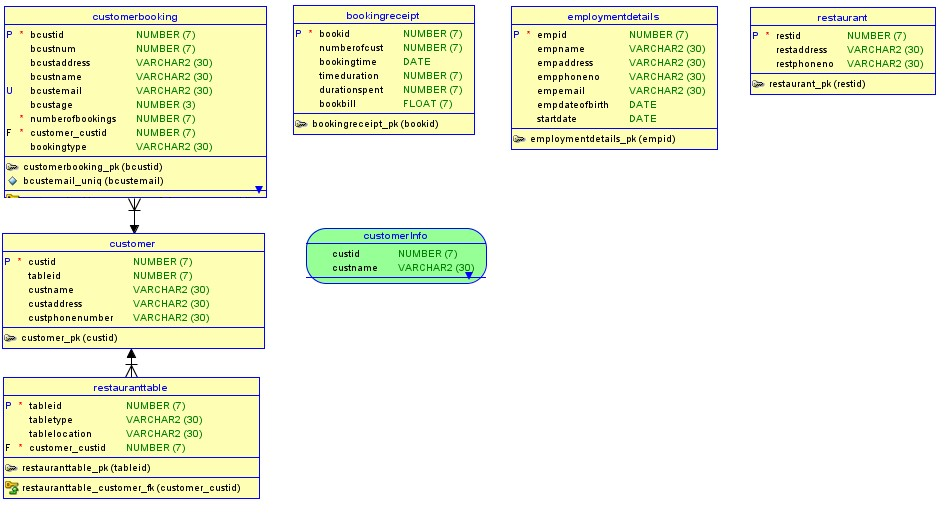 customerbooking
P * bcustid NUMBER (7)
bcustnum NUMBER (7)
bcustaddress VARCHAR2 (30)
bcustname VARCHAR2 (30)
U bcustemail VARCHAR2 (30)
bcustage NUMBER (3)
* numberofbookings NUMBER (7)
F * customer_custid NUMBER (7)
bookingtype VARCHAR2 (30)
customerbooking_pk (bcustid)
bcustemail_uniq (bcustemail)
bookingreceipt
P * bookid NUMBER (7)
numberofcust NUMBER (7)
bookingtime DATE
timeduration NUMBER (7)
durationspent NUMBER (7)
bookbill FLOAT (7)
bookingreceipt_pk (bookid)
employmentdetails
P * empid NUMBER (7)
empname VARCHAR2 (30)
empaddress VARCHAR2 (30)
empphoneno VARCHAR2 (30)
empemail VARCHAR2 (30)
empdateofbirth DATE
startdate DATE
employmentdetails_pk (empid)
restaurant
P * restid NUMBER (7)
restaddress VARCHAR2 (30)
restphoneno VARCHAR2 (30)
restaurant_pk (restid)
customer
P * custid NUMBER (7)
tableid NUMBER (7)
custname VARCHAR2 (30)
custaddress VARCHAR2 (30)
custphonenumber VARCHAR2 (30)
customer_pk (custid)
customerInfo
custid NUMBER (7)
custname VARCHAR2 (30)
restauranttable
P * tableid NUMBER (7)
tabletype VARCHAR2 (30)
tablelocation VARCHAR2 (30)
F * customer_custid NUMBER (7)
restauranttable_pk (tableid)
restauranttable_customer_fk (customer_custid)